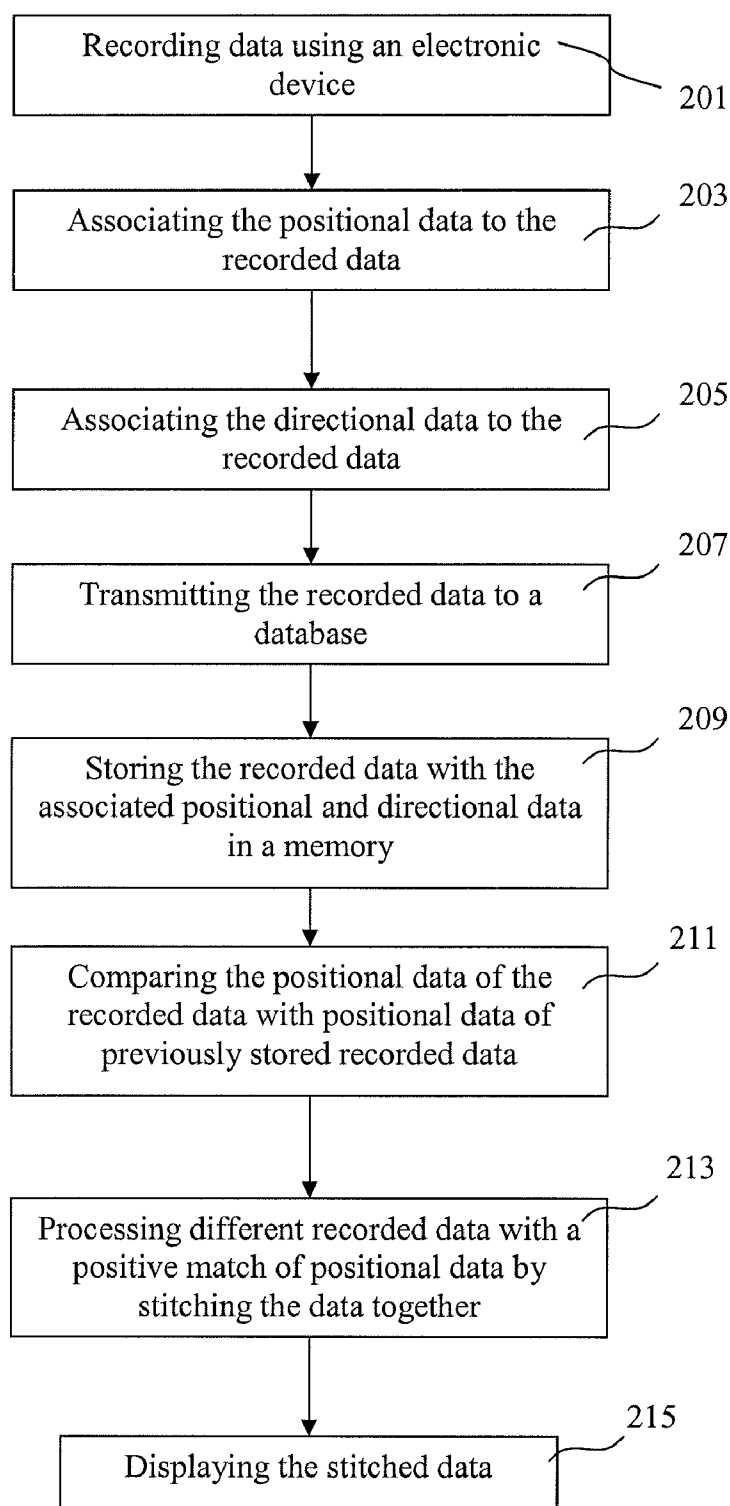 Recording data using an electronic
device
201
Associating the positional data to the
recorded data
203
Associating the directional data to the
recorded data
205
Transmitting the recorded data to a
database
207
Storing the recorded data with the
associated positional and directional data
in a memory
209
Comparing the positional data of the
recorded data with positional data of
previously stored recorded data
211
Processing different recorded data with a
positive match of positional data by
stitching the data together
213
Displaying the stitched data
215